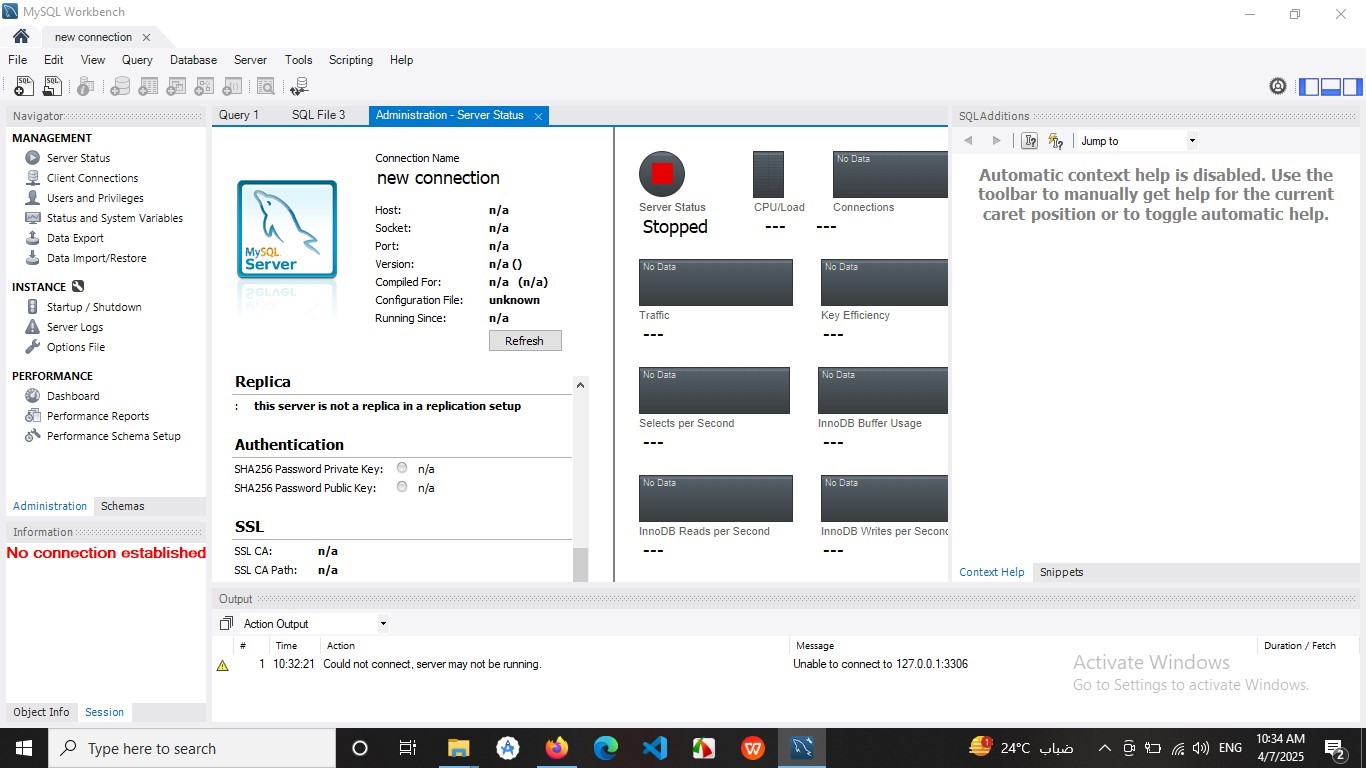 MySQL Workbench
new connection
File Edit View Query Database Server Tools Scripting Help
Navigator
MANAGEMENT
Server Status
Client Connections
Users and Privileges
Status and System Variables
Data Export
Data Import/Restore
INSTANCE
Startup / Shutdown
Server Logs
Options File
PERFORMANCE
Dashboard
Performance Reports
Performance Schema Setup
Administration Schemas
Information
No connection established
Object Info Session
Query 1 SQL File 3 Administration - Server Status
MySQL
Server
Connection Name
new connection
Host: n/a
Socket: n/a
Port: n/a
Version: n/a ()
Compiled For: n/a (n/a)
Configuration File: unknown
Running Since: n/a
Refresh
Replica
: this server is not a replica in a replication setup
Authentication
SHA256 Password Private Key: n/a
SHA256 Password Public Key: n/a
SSL
SSL CA: n/a
SSL CA Path: n/a
No Data
Server Status CPU/Load Connections
Stopped --- ---
No Data No Data
Traffic Key Efficiency
--- ---
No Data No Data
Selects per Second InnoDB Buffer Usage
--- ---
No Data No Data
InnoDB Reads per Second InnoDB Writes per Second
--- ---
SQLAdditions
Jump to
Automatic context help is disabled. Use the
toolbar to manually get help for the current
caret position or to toggle automatic help.
Context Help Snippets
Output
Action Output
# Time Action Message Duration / Fetch
1 10:32:21 Could not connect, server may not be running. Unable to connect to 127.0.0.1:3306
Activate Windows
Go to Settings to activate Windows.
Type here to search
1 24°C ضباب ENG 10:34 AM
4/7/2025
2